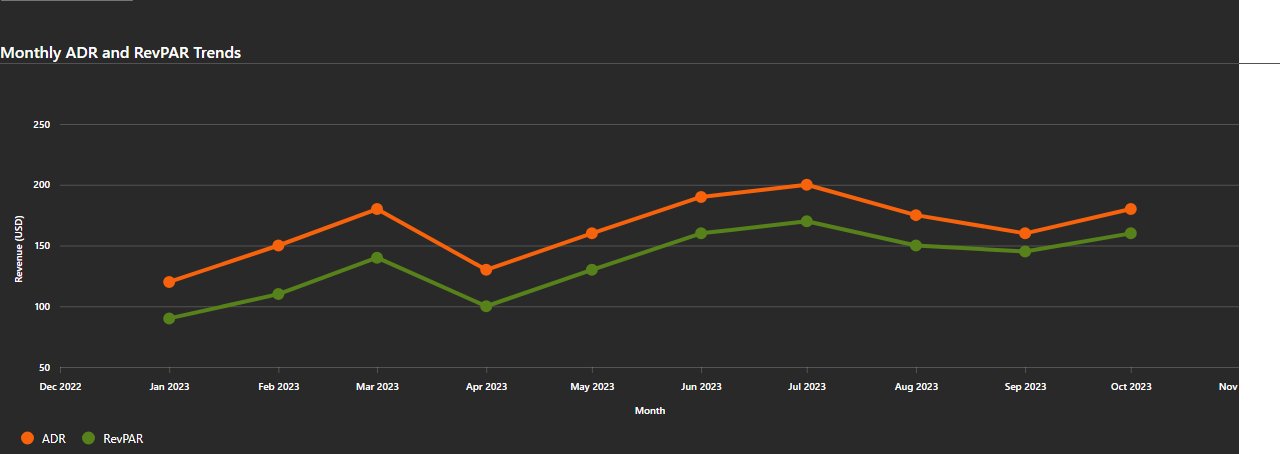 Monthly ADR and RevPAR Trends
250
200
150
100
50
Revenue (USD)
Dec 2022 Jan 2023 Feb 2023 Mar 2023 Apr 2023 May 2023 Jun 2023 Jul 2023 Aug 2023 Sep 2023 Oct 2023 Nov
Month
ADR RevPAR